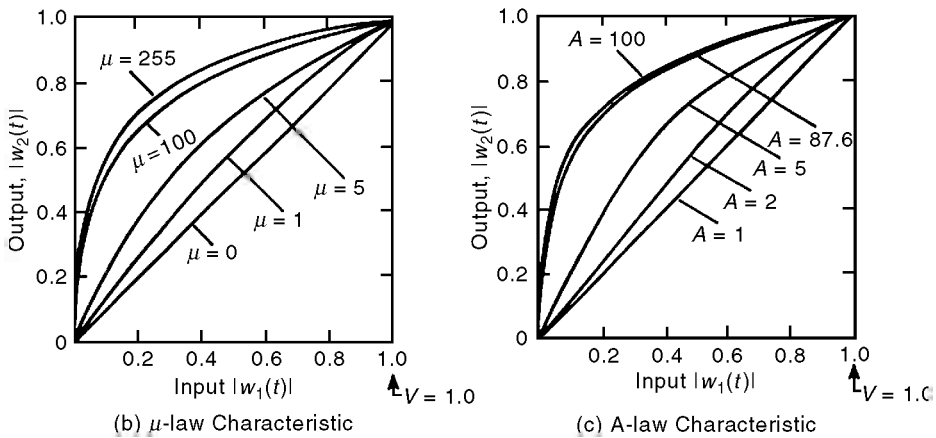 Output, |w₂(t)|
1.0
0.8
0.6
0.4
0.2
0
μ = 255
μ = 100
μ = 5
μ = 1
μ = 0
0.2
0.4
0.6
0.8
1.0
Input |w₁(t)|
V = 1.0
(b) μ-law Characteristic
Output, |w₂(t)|
1.0
0.8
0.6
0.4
0.2
0
A = 100
A = 87.6
A = 5
A = 2
A = 1
0.2
0.4
0.6
0.8
1.0
Input |w₁(t)|
V = 1.0
(c) A-law Characteristic